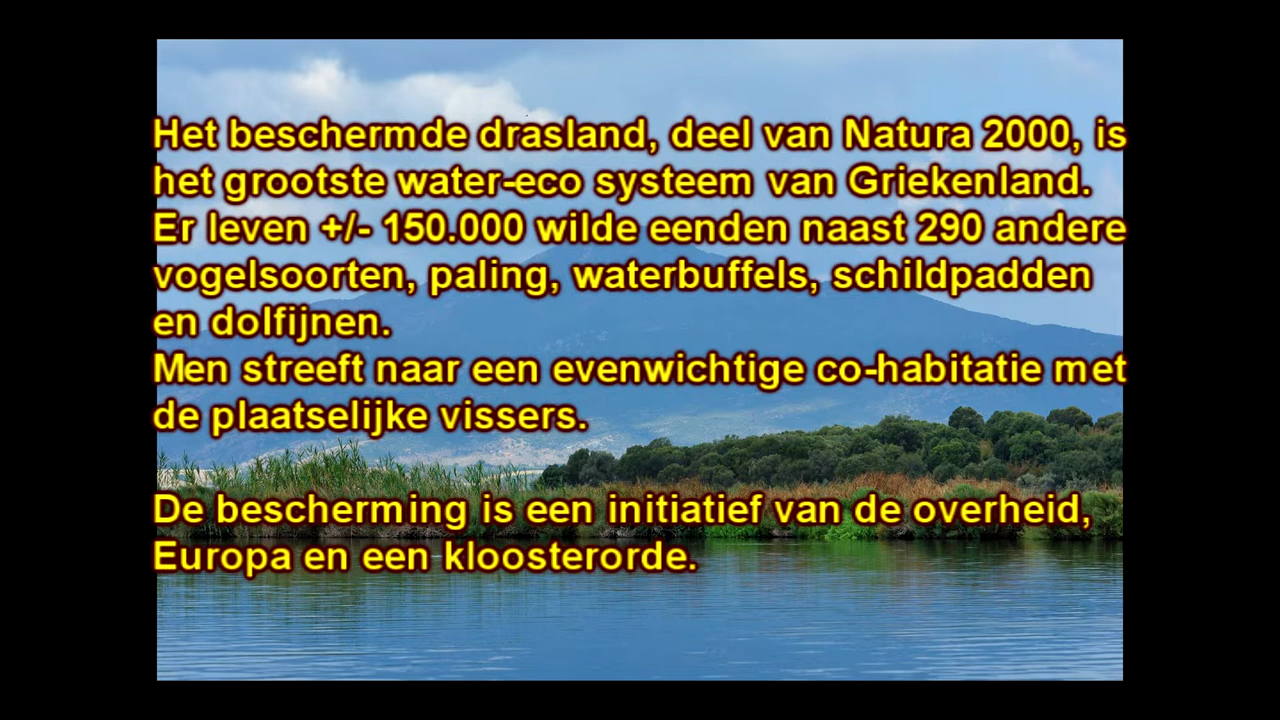 Het beschermde drasland, deel van Natura 2000, is
het grootste water-eco systeem van Griekenland.
Er leven +/- 150.000 wilde eenden naast 290 andere
vogelsoorten, paling, waterbuffels, schildpadden
en dolfijnen.
Men streeft naar een evenwichtige co-habitatie met
de plaatselijke vissers.
De bescherming is een initiatief van de overheid,
Europa en een kloosterorde.